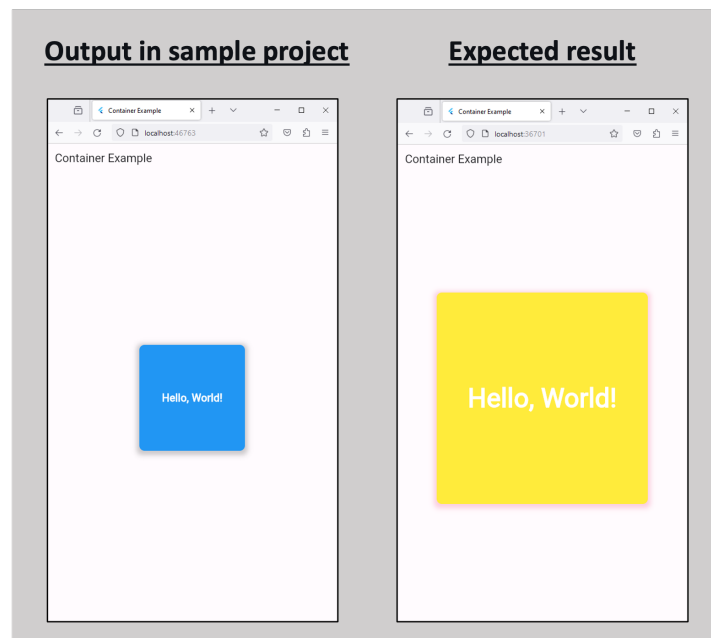 Output in sample project
Expected result
Container Example
localhost:46763
Container Example
Hello, World!
Container Example
localhost:36701
Container Example
Hello, World!